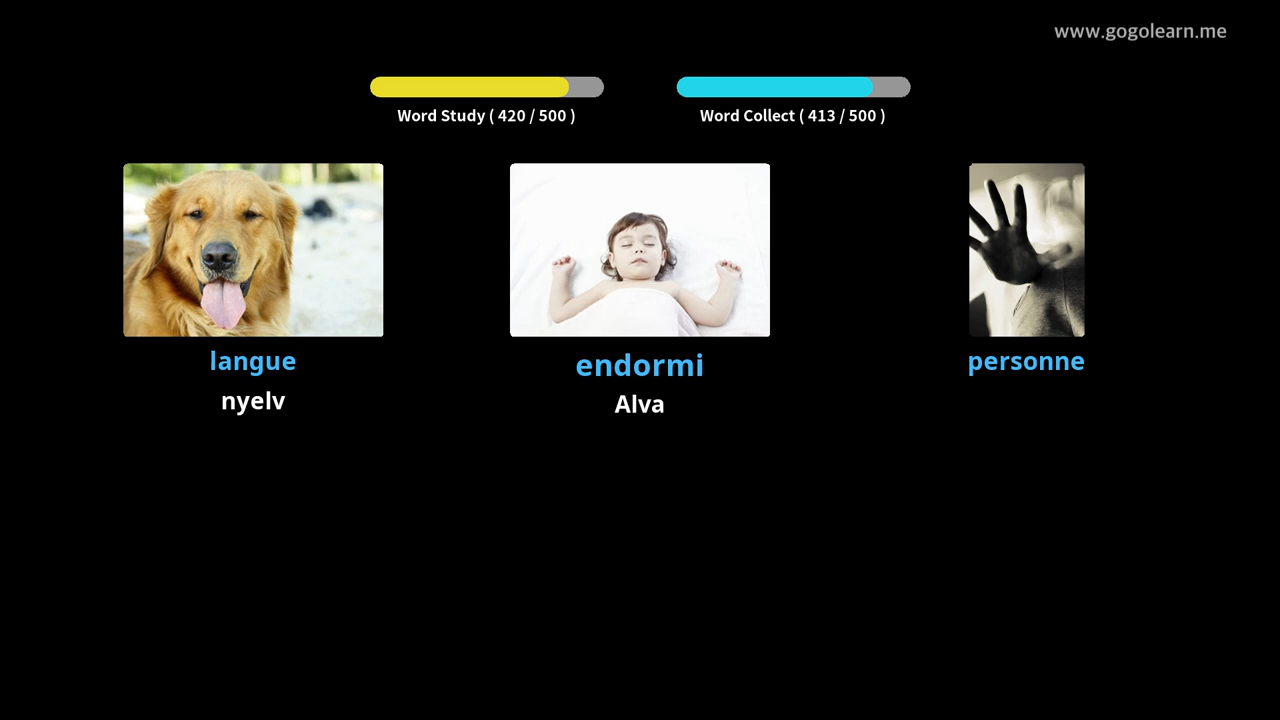 www.gogolearn.me
Word Study ( 420 / 500 )
Word Collect ( 413 / 500 )
langue
nyelv
endormi
Alva
personne